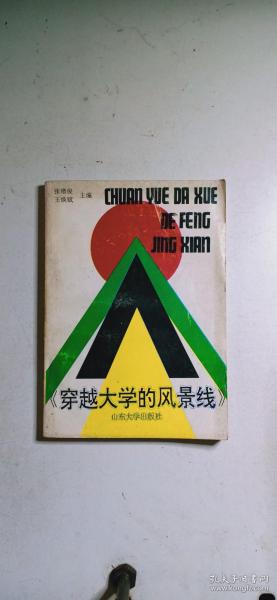 张增俊
王焕斌
主编
CHUAN YUE DA XUE
DE FENG
JING XIAN
《穿越大学的风景线》
山东大学出版社
孔夫子旧书网